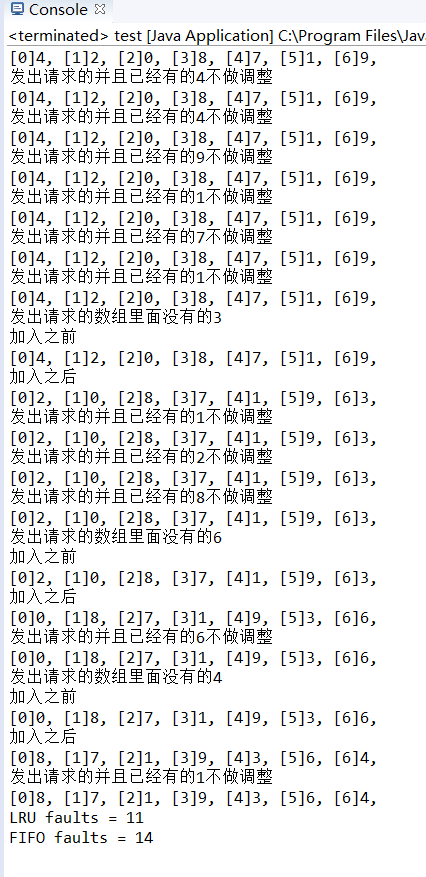 Console
<terminated> test [Java Application] C:\Program Files\Jav
[0]4, [1]2, [2]0, [3]8, [4]7, [5]1, [6]9,
发出请求的并且已经有的4不做调整
[0]4, [1]2, [2]0, [3]8, [4]7, [5]1, [6]9,
发出请求的并且已经有的4不做调整
[0]4, [1]2, [2]0, [3]8, [4]7, [5]1, [6]9,
发出请求的并且已经有的9不做调整
[0]4, [1]2, [2]0, [3]8, [4]7, [5]1, [6]9,
发出请求的并且已经有的1不做调整
[0]4, [1]2, [2]0, [3]8, [4]7, [5]1, [6]9,
发出请求的并且已经有的7不做调整
[0]4, [1]2, [2]0, [3]8, [4]7, [5]1, [6]9,
发出请求的并且已经有的1不做调整
[0]4, [1]2, [2]0, [3]8, [4]7, [5]1, [6]9,
发出请求的数组里面没有的3
加入之前
[0]4, [1]2, [2]0, [3]8, [4]7, [5]1, [6]9,
加入之后
[0]2, [1]0, [2]8, [3]7, [4]1, [5]9, [6]3,
发出请求的并且已经有的1不做调整
[0]2, [1]0, [2]8, [3]7, [4]1, [5]9, [6]3,
发出请求的并且已经有的2不做调整
[0]2, [1]0, [2]8, [3]7, [4]1, [5]9, [6]3,
发出请求的并且已经有的8不做调整
[0]2, [1]0, [2]8, [3]7, [4]1, [5]9, [6]3,
发出请求的数组里面没有的6
加入之前
[0]2, [1]0, [2]8, [3]7, [4]1, [5]9, [6]3,
加入之后
[0]0, [1]8, [2]7, [3]1, [4]9, [5]3, [6]6,
发出请求的并且已经有的6不做调整
[0]0, [1]8, [2]7, [3]1, [4]9, [5]3, [6]6,
发出请求的数组里面没有的4
加入之前
[0]0, [1]8, [2]7, [3]1, [4]9, [5]3, [6]6,
加入之后
[0]8, [1]7, [2]1, [3]9, [4]3, [5]6, [6]4,
发出请求的并且已经有的1不做调整
[0]8, [1]7, [2]1, [3]9, [4]3, [5]6, [6]4,
LRU faults = 11
FIFO faults = 14